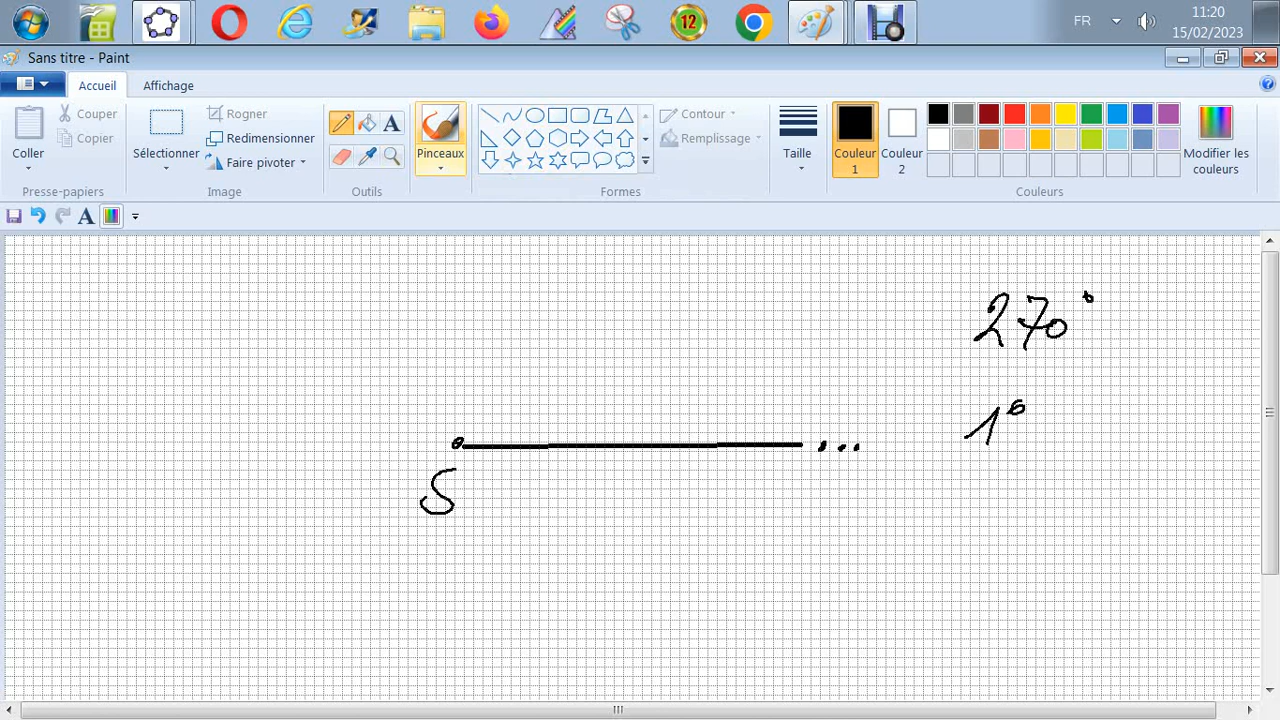 12
FR
11:20
15/02/2023
Sans titre - Paint
Accueil
Affichage
Coller
Couper
Copier
Presse-papiers
Sélectionner
Rogner
Redimensionner
Faire pivoter
Image
A
Outils
Pinceaux
Contour
Remplissage
Formes
Taille
Couleur 1
Couleur 2
Modifier les couleurs
Couleurs
A
270°
1°
...
S